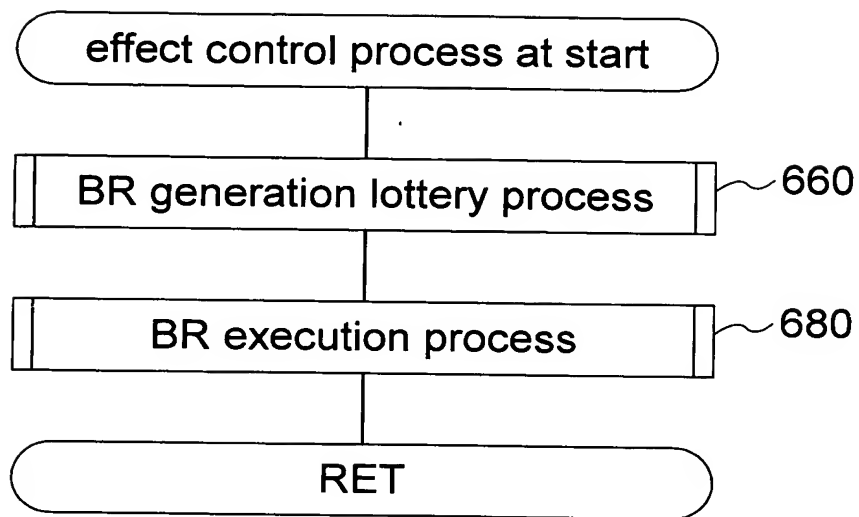 effect control process at start
BR generation lottery process
660
BR execution process
680
RET